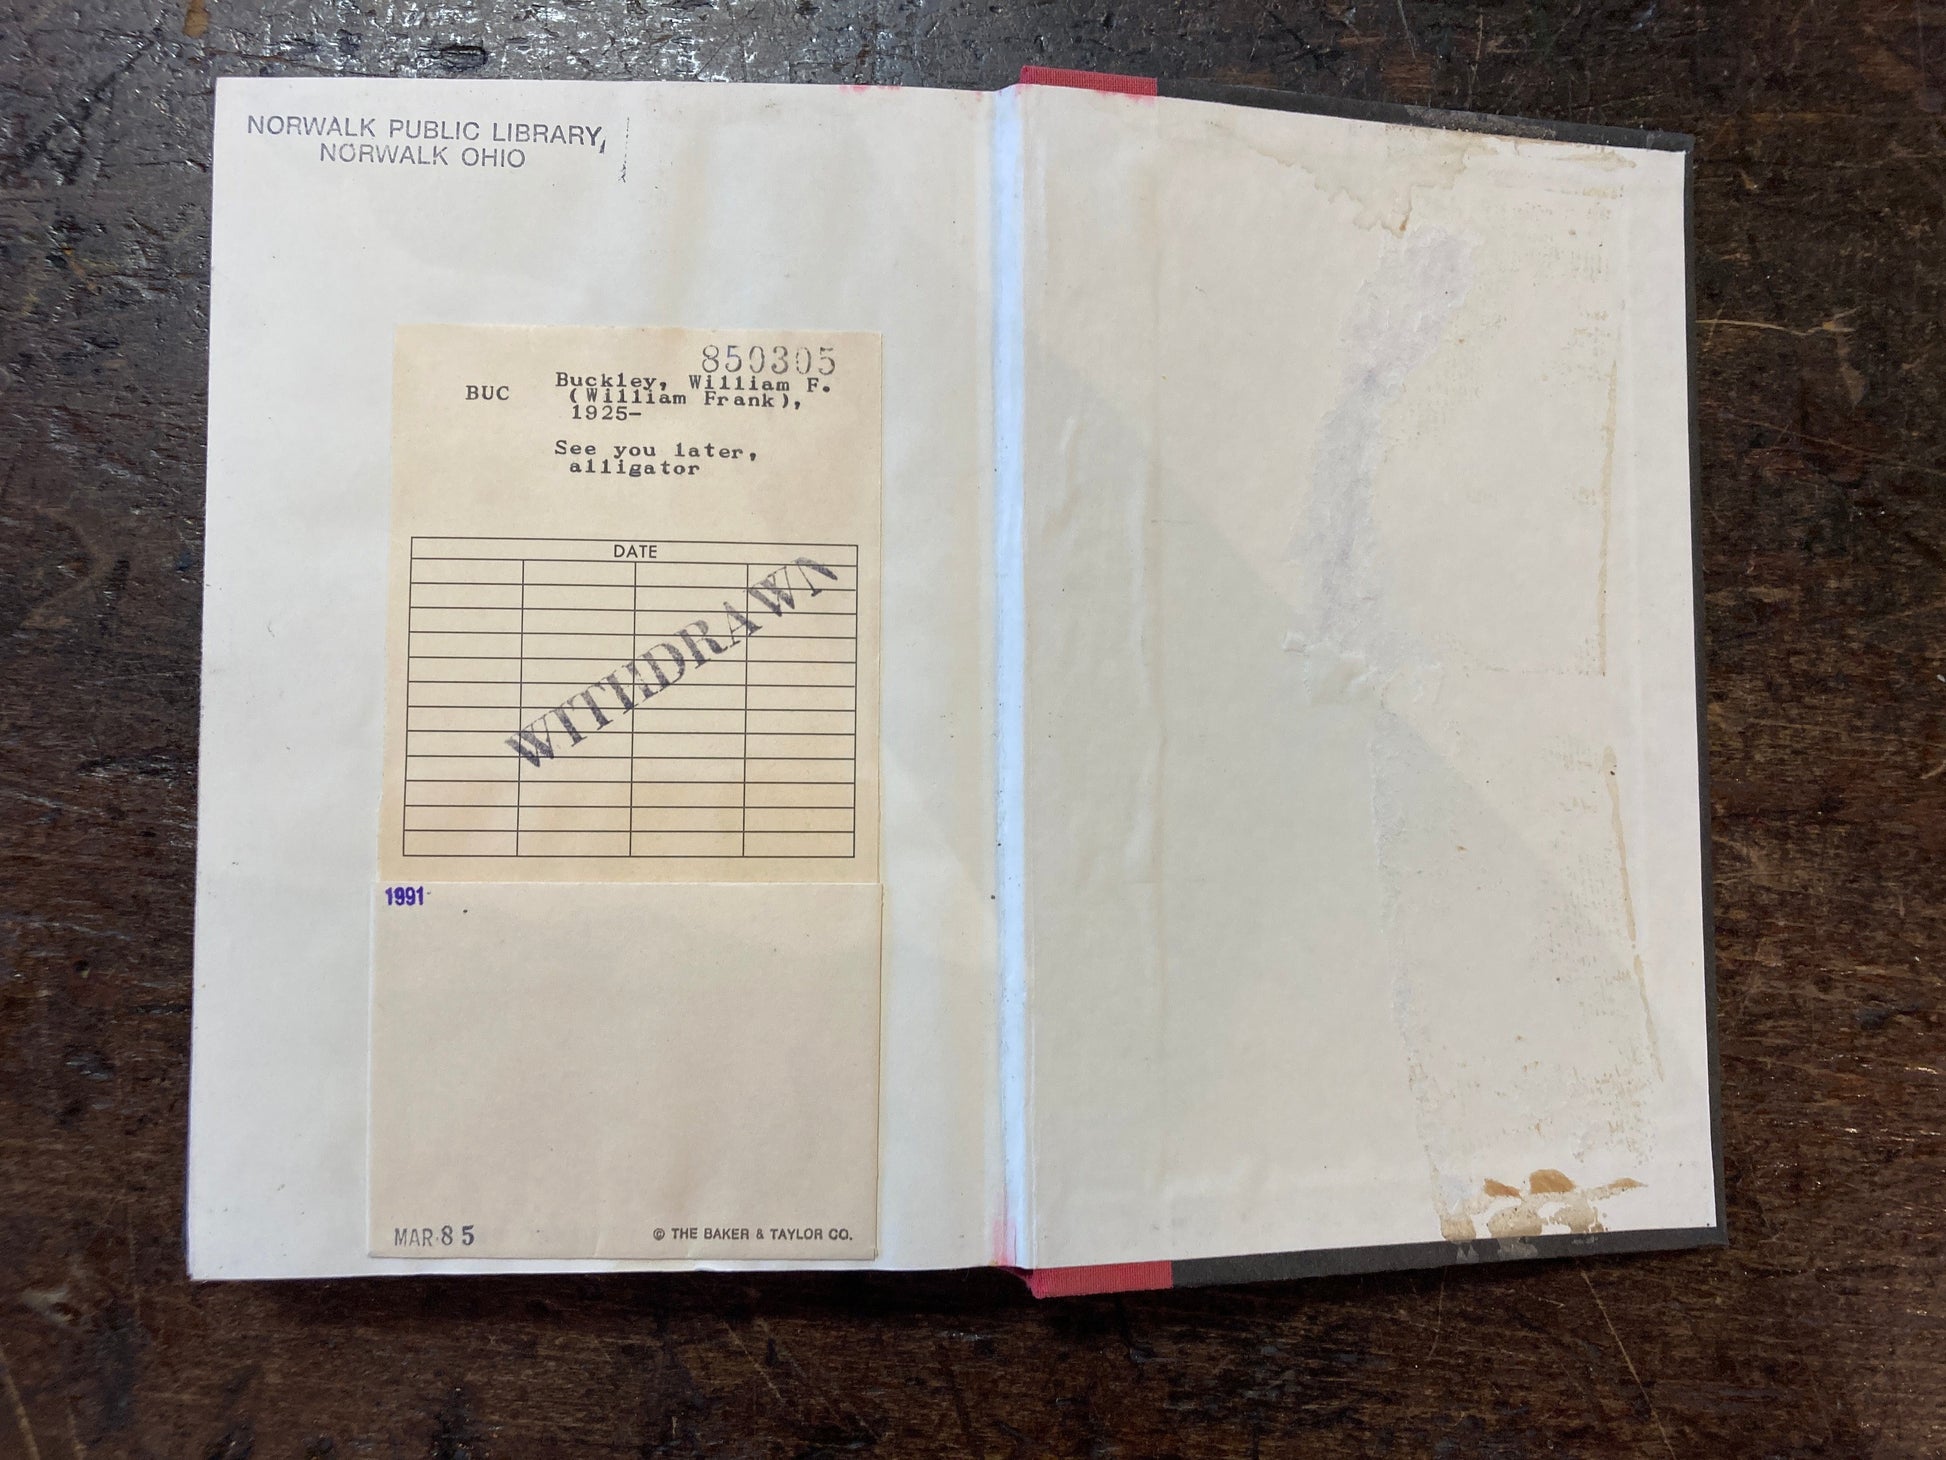 NORWALK PUBLIC LIBRARY,
NORWALK OHIO
850305
BUC Buckley, William F.
(William Frank),
1925-
See you later,
alligator
DATE
WITHDRAWN
1991
MAR 85
© THE BAKER & TAYLOR CO.